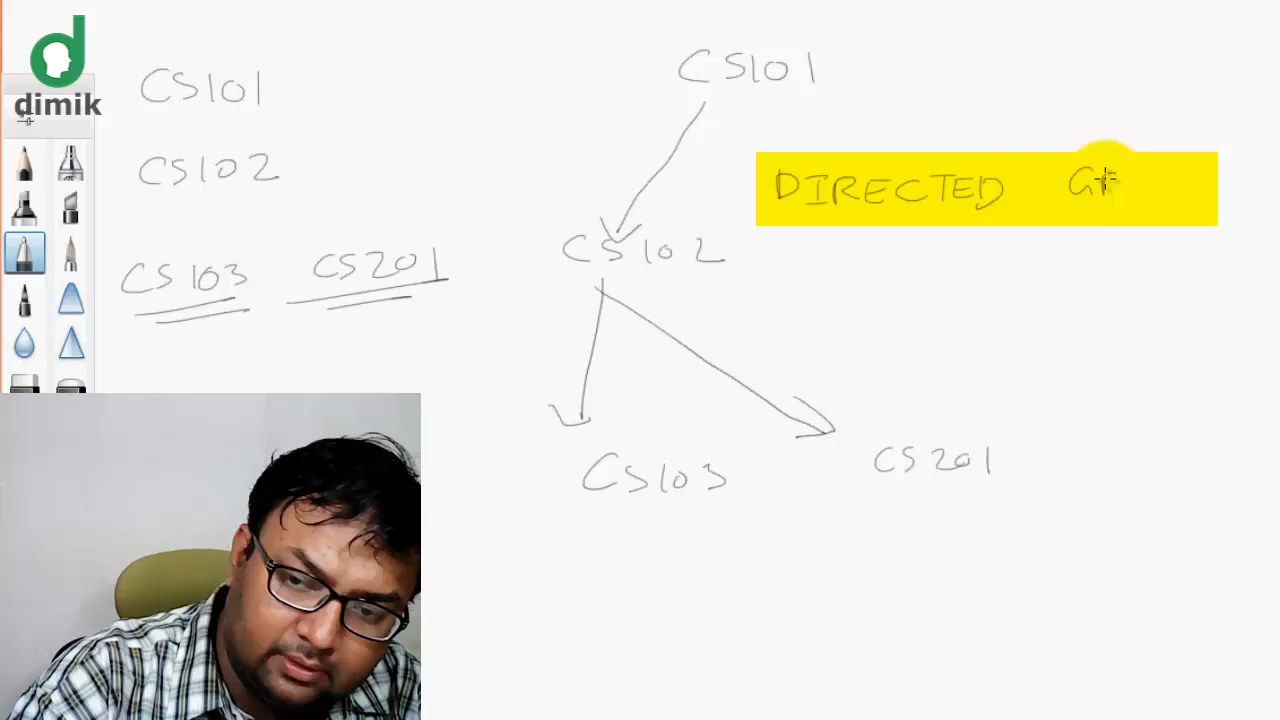 dimik
CS101
CS102
CS103 CS201
CS101
DIRECTED
CS102
CS103
CS201